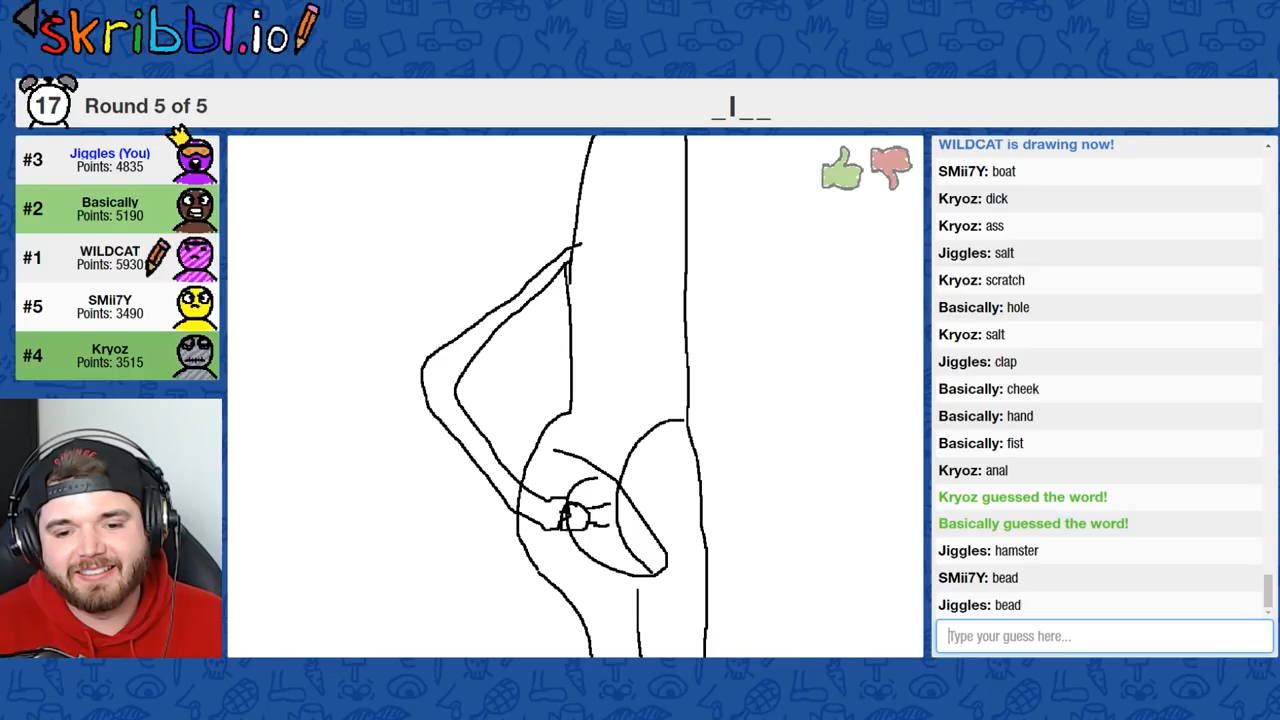 skribbl.io
17
Round 5 of 5
_l__
#3
Jiggles (You)
Points: 4835
#2
Basically
Points: 5190
#1
WILDCAT
Points: 5930
#5
SMii7Y
Points: 3490
#4
Kryoz
Points: 3515
WILDCAT is drawing now!
SMii7Y: boat
Kryoz: dick
Kryoz: ass
Jiggles: salt
Kryoz: scratch
Basically: hole
Kryoz: salt
Jiggles: clap
Basically: cheek
Basically: hand
Basically: fist
Kryoz: anal
Kryoz guessed the word!
Basically guessed the word!
Jiggles: hamster
SMii7Y: bead
Jiggles: bead
Type your guess here...